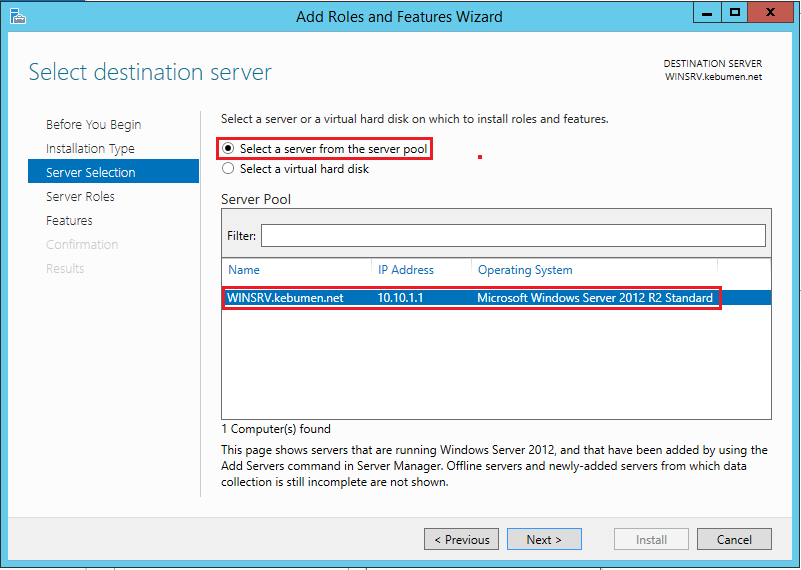 Add Roles and Features Wizard
Select destination server
DESTINATION SERVER
WINSRV.kebumen.net
Before You Begin
Installation Type
Server Selection
Server Roles
Features
Confirmation
Results
Select a server or a virtual hard disk on which to install roles and features.
Select a server from the server pool
Select a virtual hard disk
Server Pool
Filter:
Name IP Address Operating System
WINSRV.kebumen.net 10.10.1.1 Microsoft Windows Server 2012 R2 Standard
1 Computer(s) found
This page shows servers that are running Windows Server 2012, and that have been added by using the
Add Servers command in Server Manager. Offline servers and newly-added servers from which data
collection is still incomplete are not shown.
< Previous Next > Install Cancel